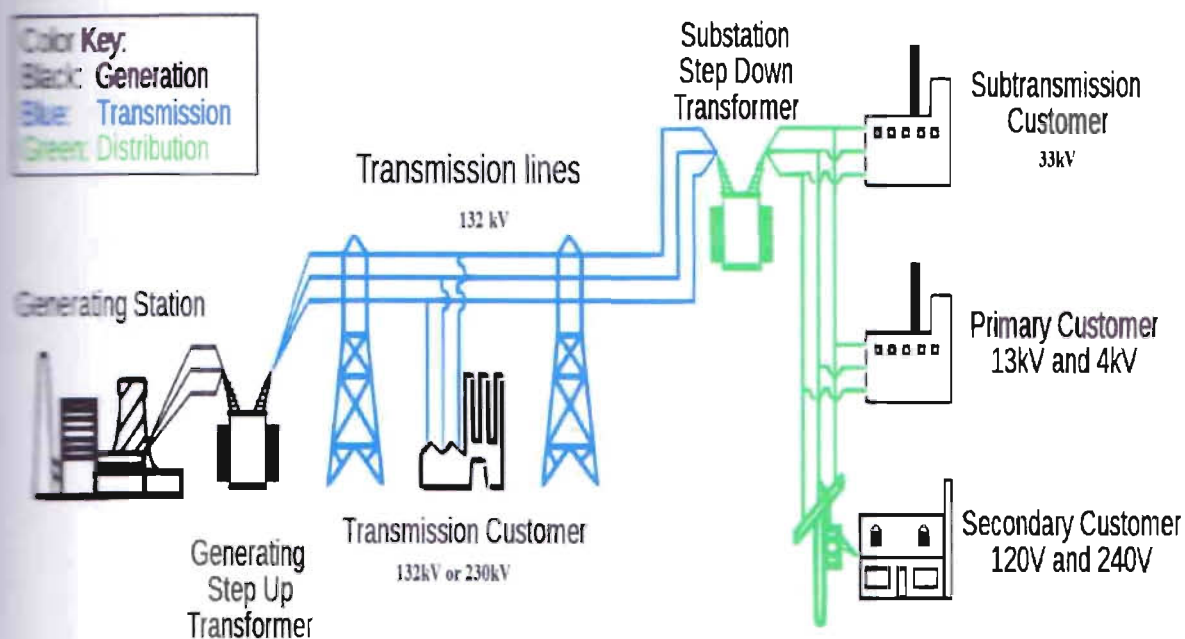 Color Key:
Black: Generation
Blue: Transmission
Green: Distribution
Substation
Step Down
Transformer
Subtransmission
Customer
33kV
Transmission lines
132 kV
Generating Station
Primary Customer
13kV and 4kV
Transmission Customer
132kV or 230kV
Generating
Step Up
Transformer
Secondary Customer
120V and 240V